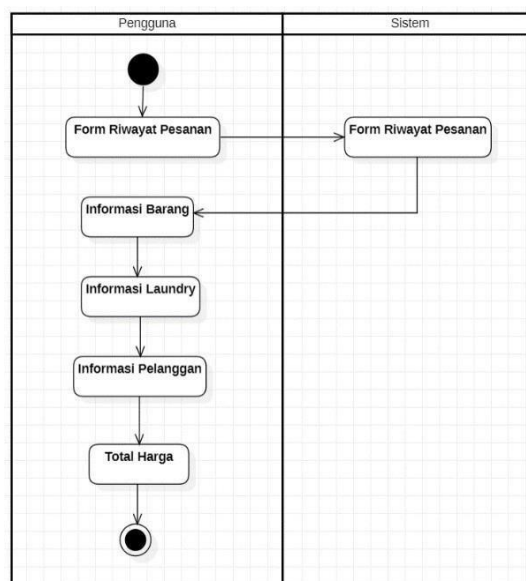 Pengguna
Sistem
Form Riwayat Pesanan
Form Riwayat Pesanan
Informasi Barang
Informasi Laundry
Informasi Pelanggan
Total Harga